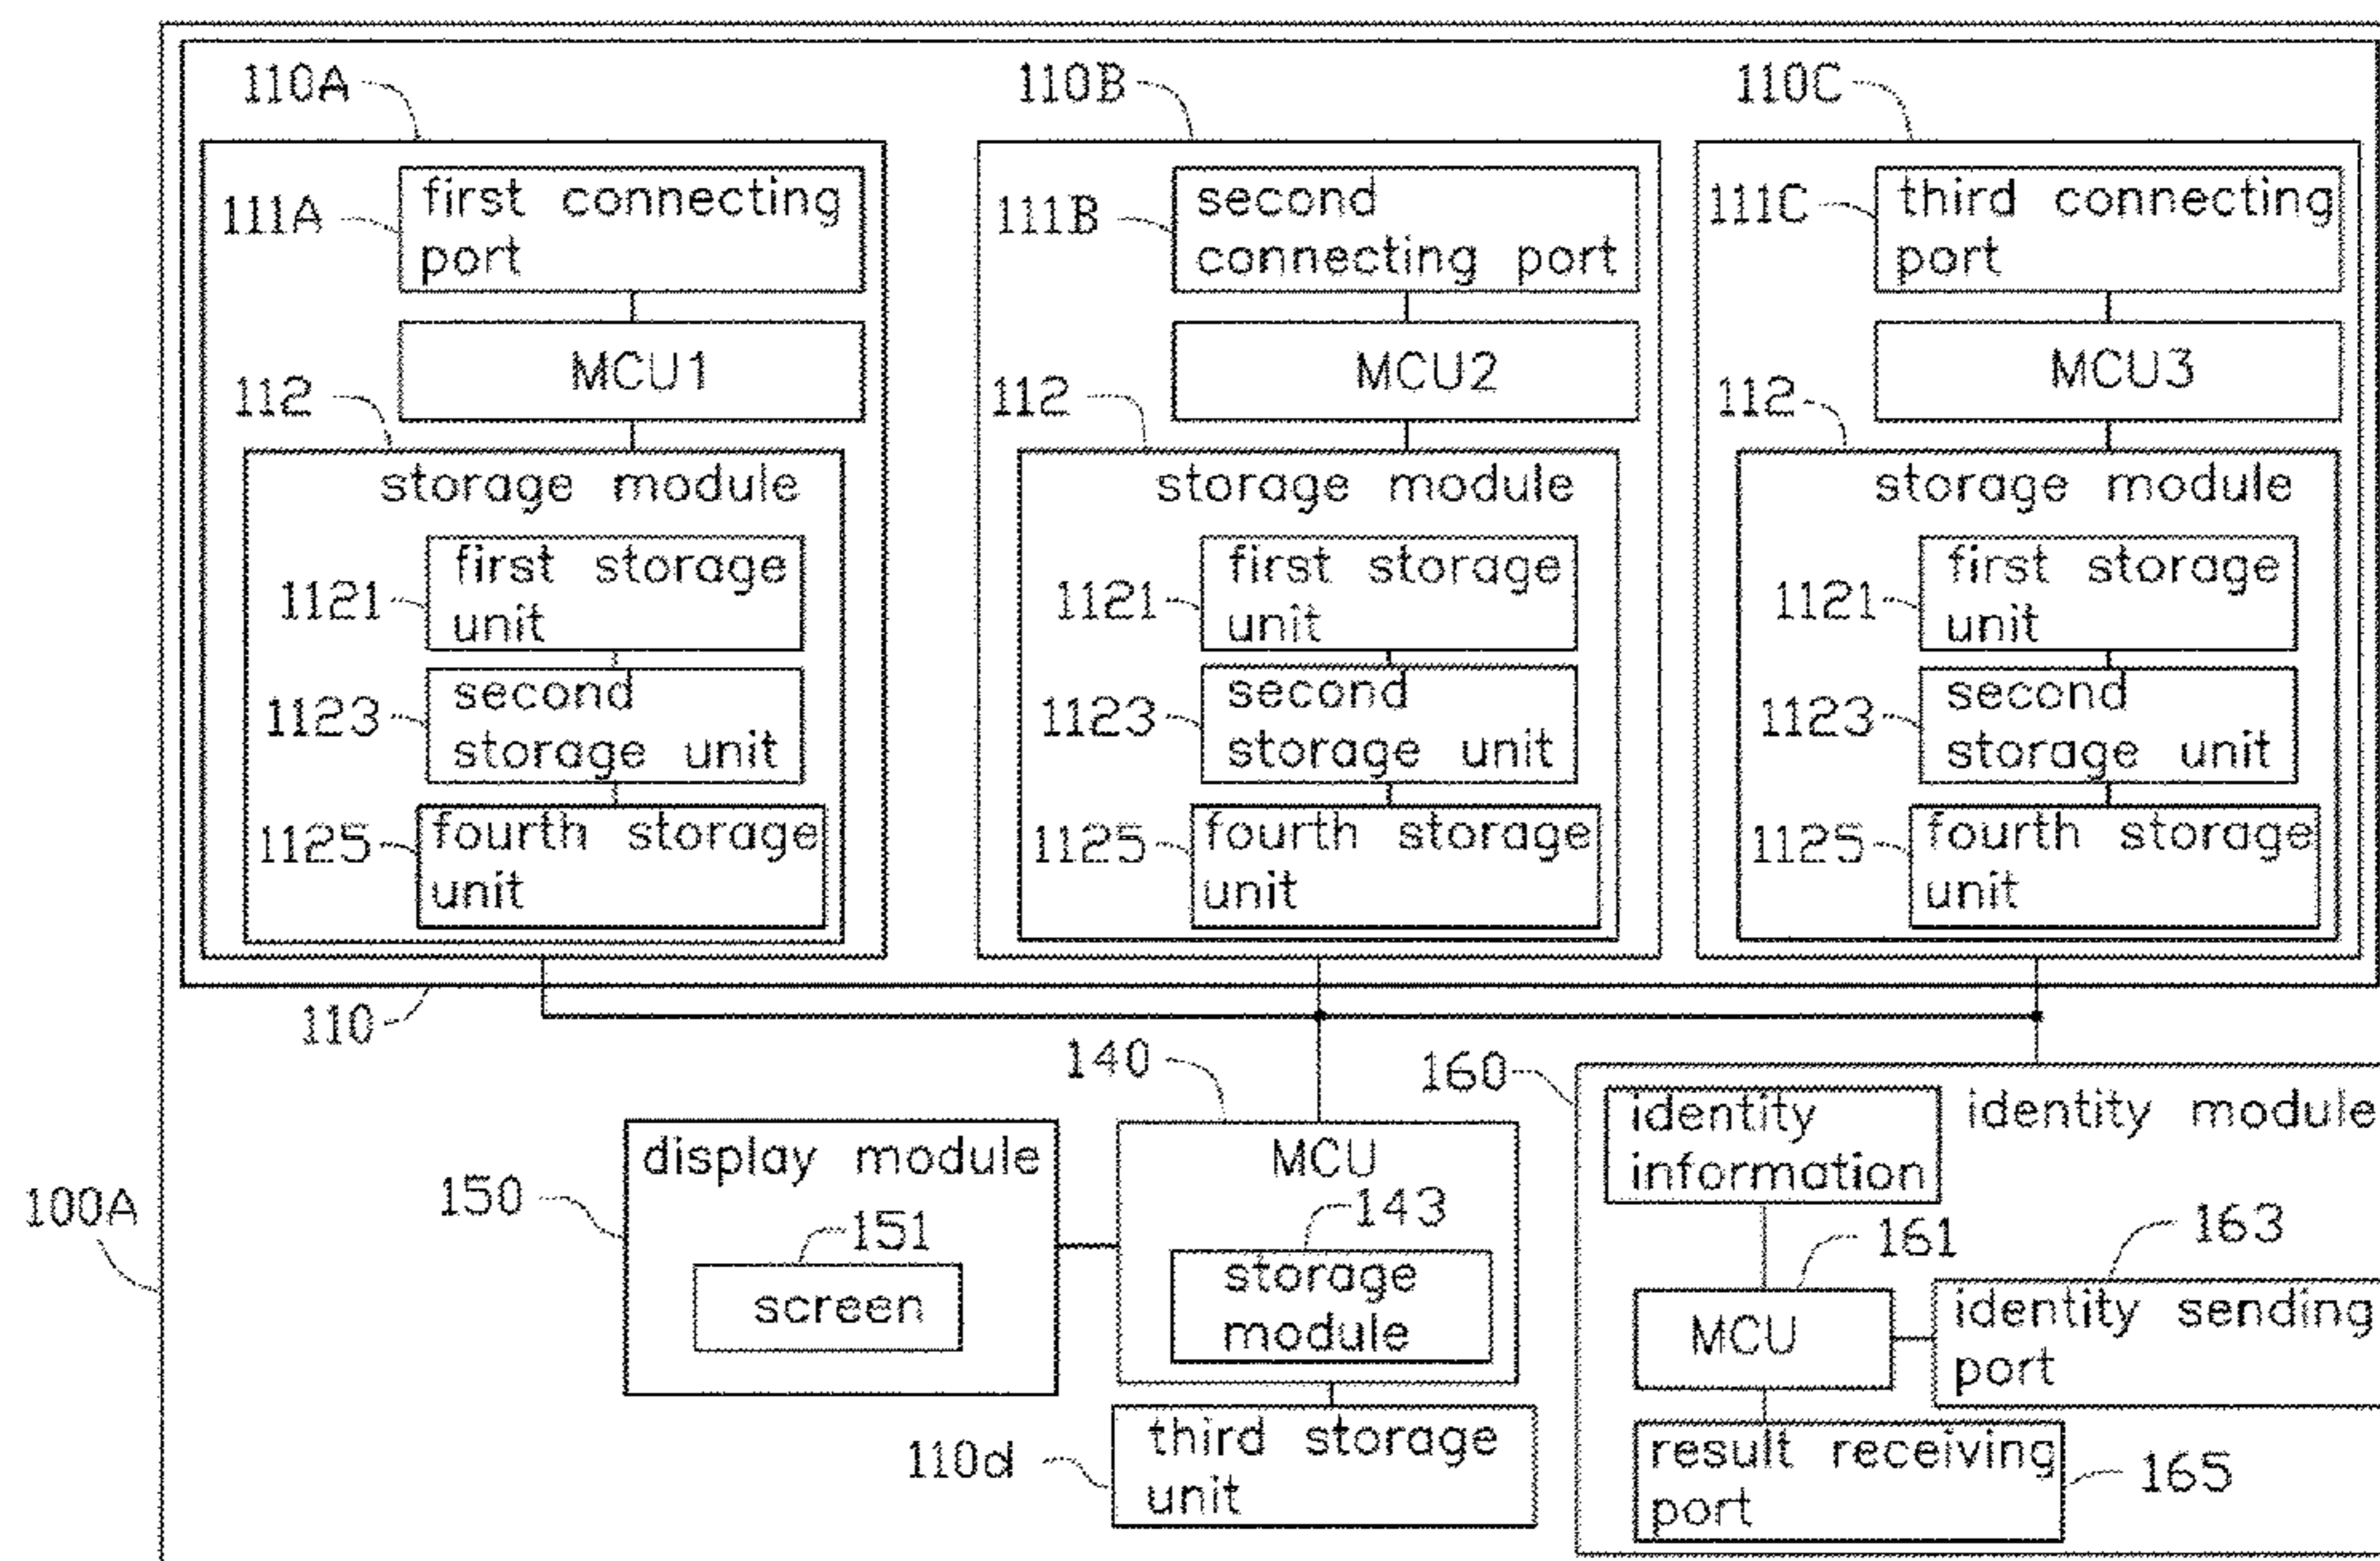 110A
110B
110C
111A
first connecting
port
111B
second
connecting port
111C
third connecting
port
MCU1
MCU2
MCU3
112
112
112
storage module
storage module
storage module
1121
first storage
unit
1121
first storage
unit
1121
first storage
unit
1123
second
storage unit
1123
second
storage unit
1123
second
storage unit
1125
fourth storage
unit
1125
fourth storage
unit
1125
fourth storage
unit
110
140
160
identity
information
identity module
display module
MCU
150
151
143
161
163
100A
screen
storage
module
MCU
identity sending
port
110d
third storage
unit
result receiving
port
165